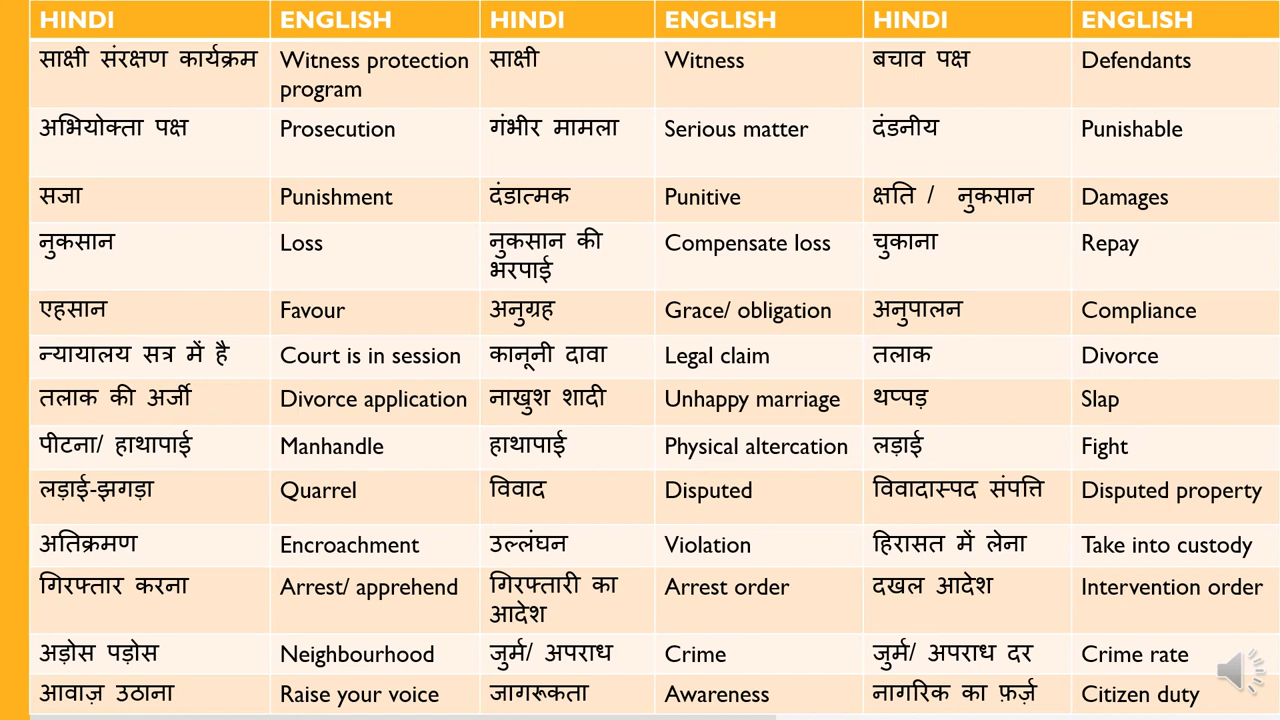 HINDI ENGLISH HINDI ENGLISH HINDI ENGLISH
साक्षी संरक्षण कार्यक्रम Witness protection साक्षी Witness बचाव पक्ष Defendants
program
अभियोक्ता पक्ष Prosecution गंभीर मामला Serious matter दंडनीय Punishable
सजा Punishment दंडात्मक Punitive क्षति / नुकसान Damages
नुकसान Loss नुकसान की Compensate loss चुकाना Repay
भरपाई
एहसान Favour अनुग्रह Grace/ obligation अनुपालन Compliance
न्यायालय सत्र में है Court is in session कानूनी दावा Legal claim तलाक Divorce
तलाक की अर्जी Divorce application नाखुश शादी Unhappy marriage थप्पड़ Slap
पीटना/ हाथापाई Manhandle हाथापाई Physical altercation लड़ाई Fight
लड़ाई-झगड़ा Quarrel विवाद Disputed विवादास्पद संपत्ति Disputed property
अतिक्रमण Encroachment उल्लंघन Violation हिरासत में लेना Take into custody
गिरफ्तार करना Arrest/ apprehend गिरफ्तारी का Arrest order दखल आदेश Intervention order
आदेश
अड़ोस पड़ोस Neighbourhood जुर्म/ अपराध Crime जुर्म/ अपराध दर Crime rate
आवाज़ उठाना Raise your voice जागरूकता Awareness नागरिक का फ़र्ज़ Citizen duty